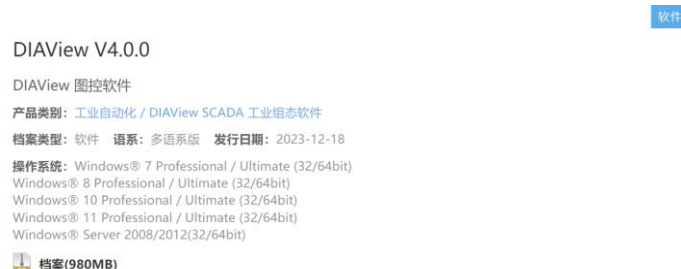 软件
DIAView V4.0.0
DIAView 图控软件
产品类别： 工业自动化 / DIAView SCADA 工业组态软件
档案类型： 软件 语系： 多语系版 发行日期： 2023-12-18
操作系统： Windows® 7 Professional / Ultimate (32/64bit)
Windows® 8 Professional / Ultimate (32/64bit)
Windows® 10 Professional / Ultimate (32/64bit)
Windows® 11 Professional / Ultimate (32/64bit)
Windows® Server 2008/2012(32/64bit)
档案(980MB)